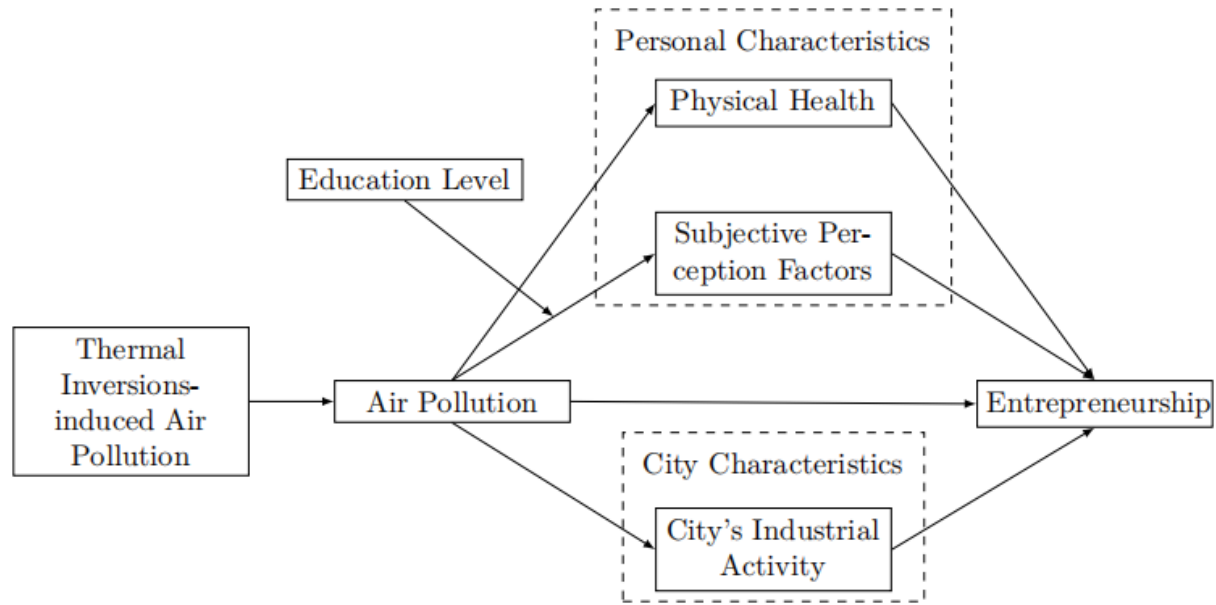 Personal Characteristics
Physical Health
Education Level
Subjective Per-
ception Factors
Thermal
Inversions-
induced Air
Pollution
Air Pollution
Entrepreneurship
City Characteristics
City's Industrial
Activity